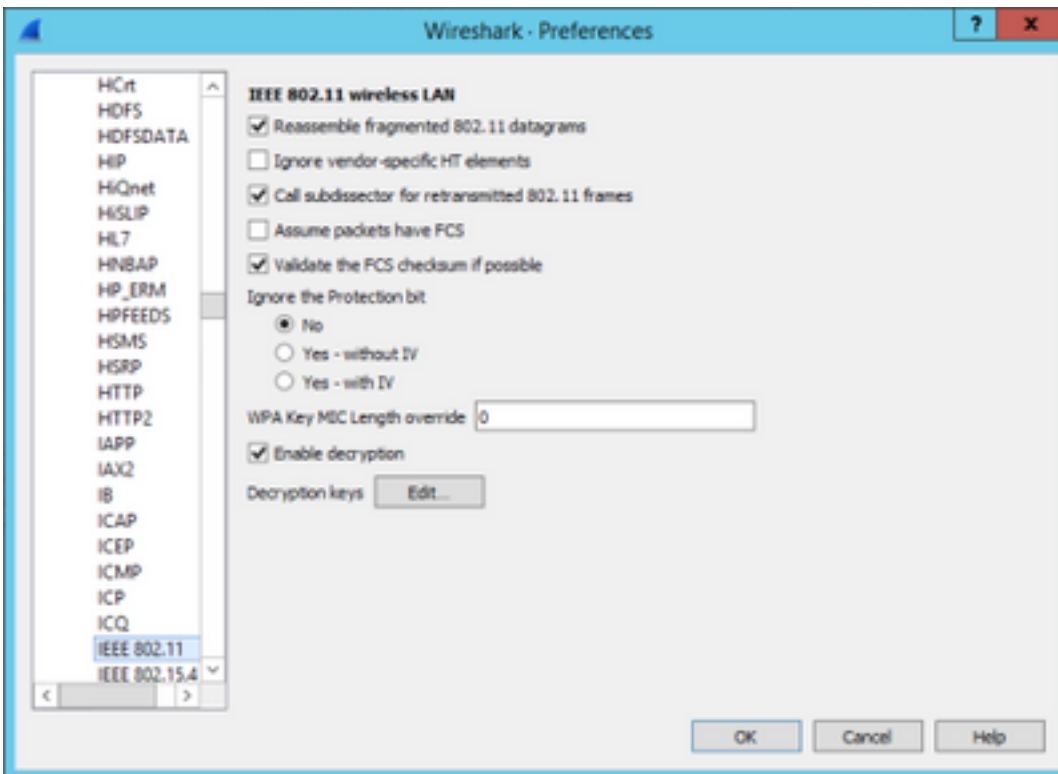 Wireshark · Preferences
?
x
HCrt
HDFS
HDFSDATA
HIP
HiQnet
HiSLIP
HL7
HNBAP
HP_ERM
HPFEEDS
HSMS
HSRP
HTTP
HTTP2
IAPP
IAX2
IB
ICAP
ICEP
ICMP
ICP
ICQ
IEEE 802.11
IEEE 802.15.4
IEEE 802.11 wireless LAN
Reassemble fragmented 802.11 datagrams
Ignore vendor-specific HT elements
Call subdissector for retransmitted 802.11 frames
Assume packets have FCS
Validate the FCS checksum if possible
Ignore the Protection bit
No
Yes - without IV
Yes - with IV
WPA Key MIC Length override 0
Enable decryption
Decryption keys Edit...
OK Cancel Help